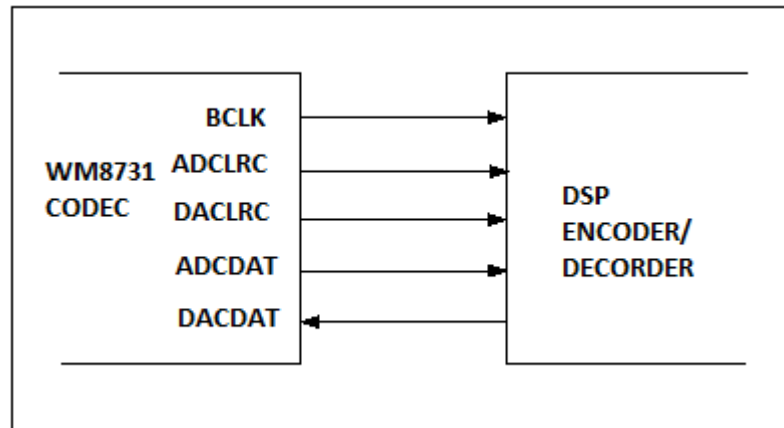 BCLK
ADCLRC
WM8731
CODEC
DACLRC
ADCDAT
DACDAT
DSP
ENCODER/
DECORDER